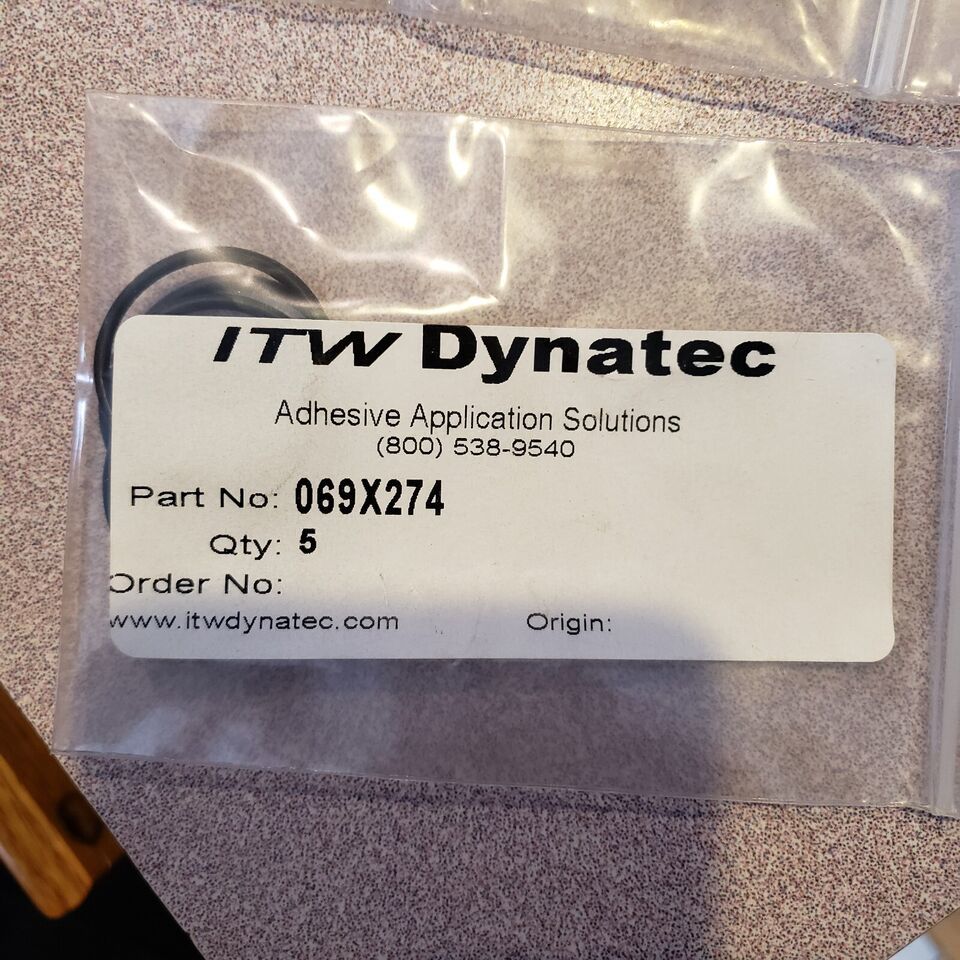 ITW Dynatec
Adhesive Application Solutions
(800) 538-9540
Part No: 069X274
Qty: 5
Order No:
www.itwdynatec.com Origin: